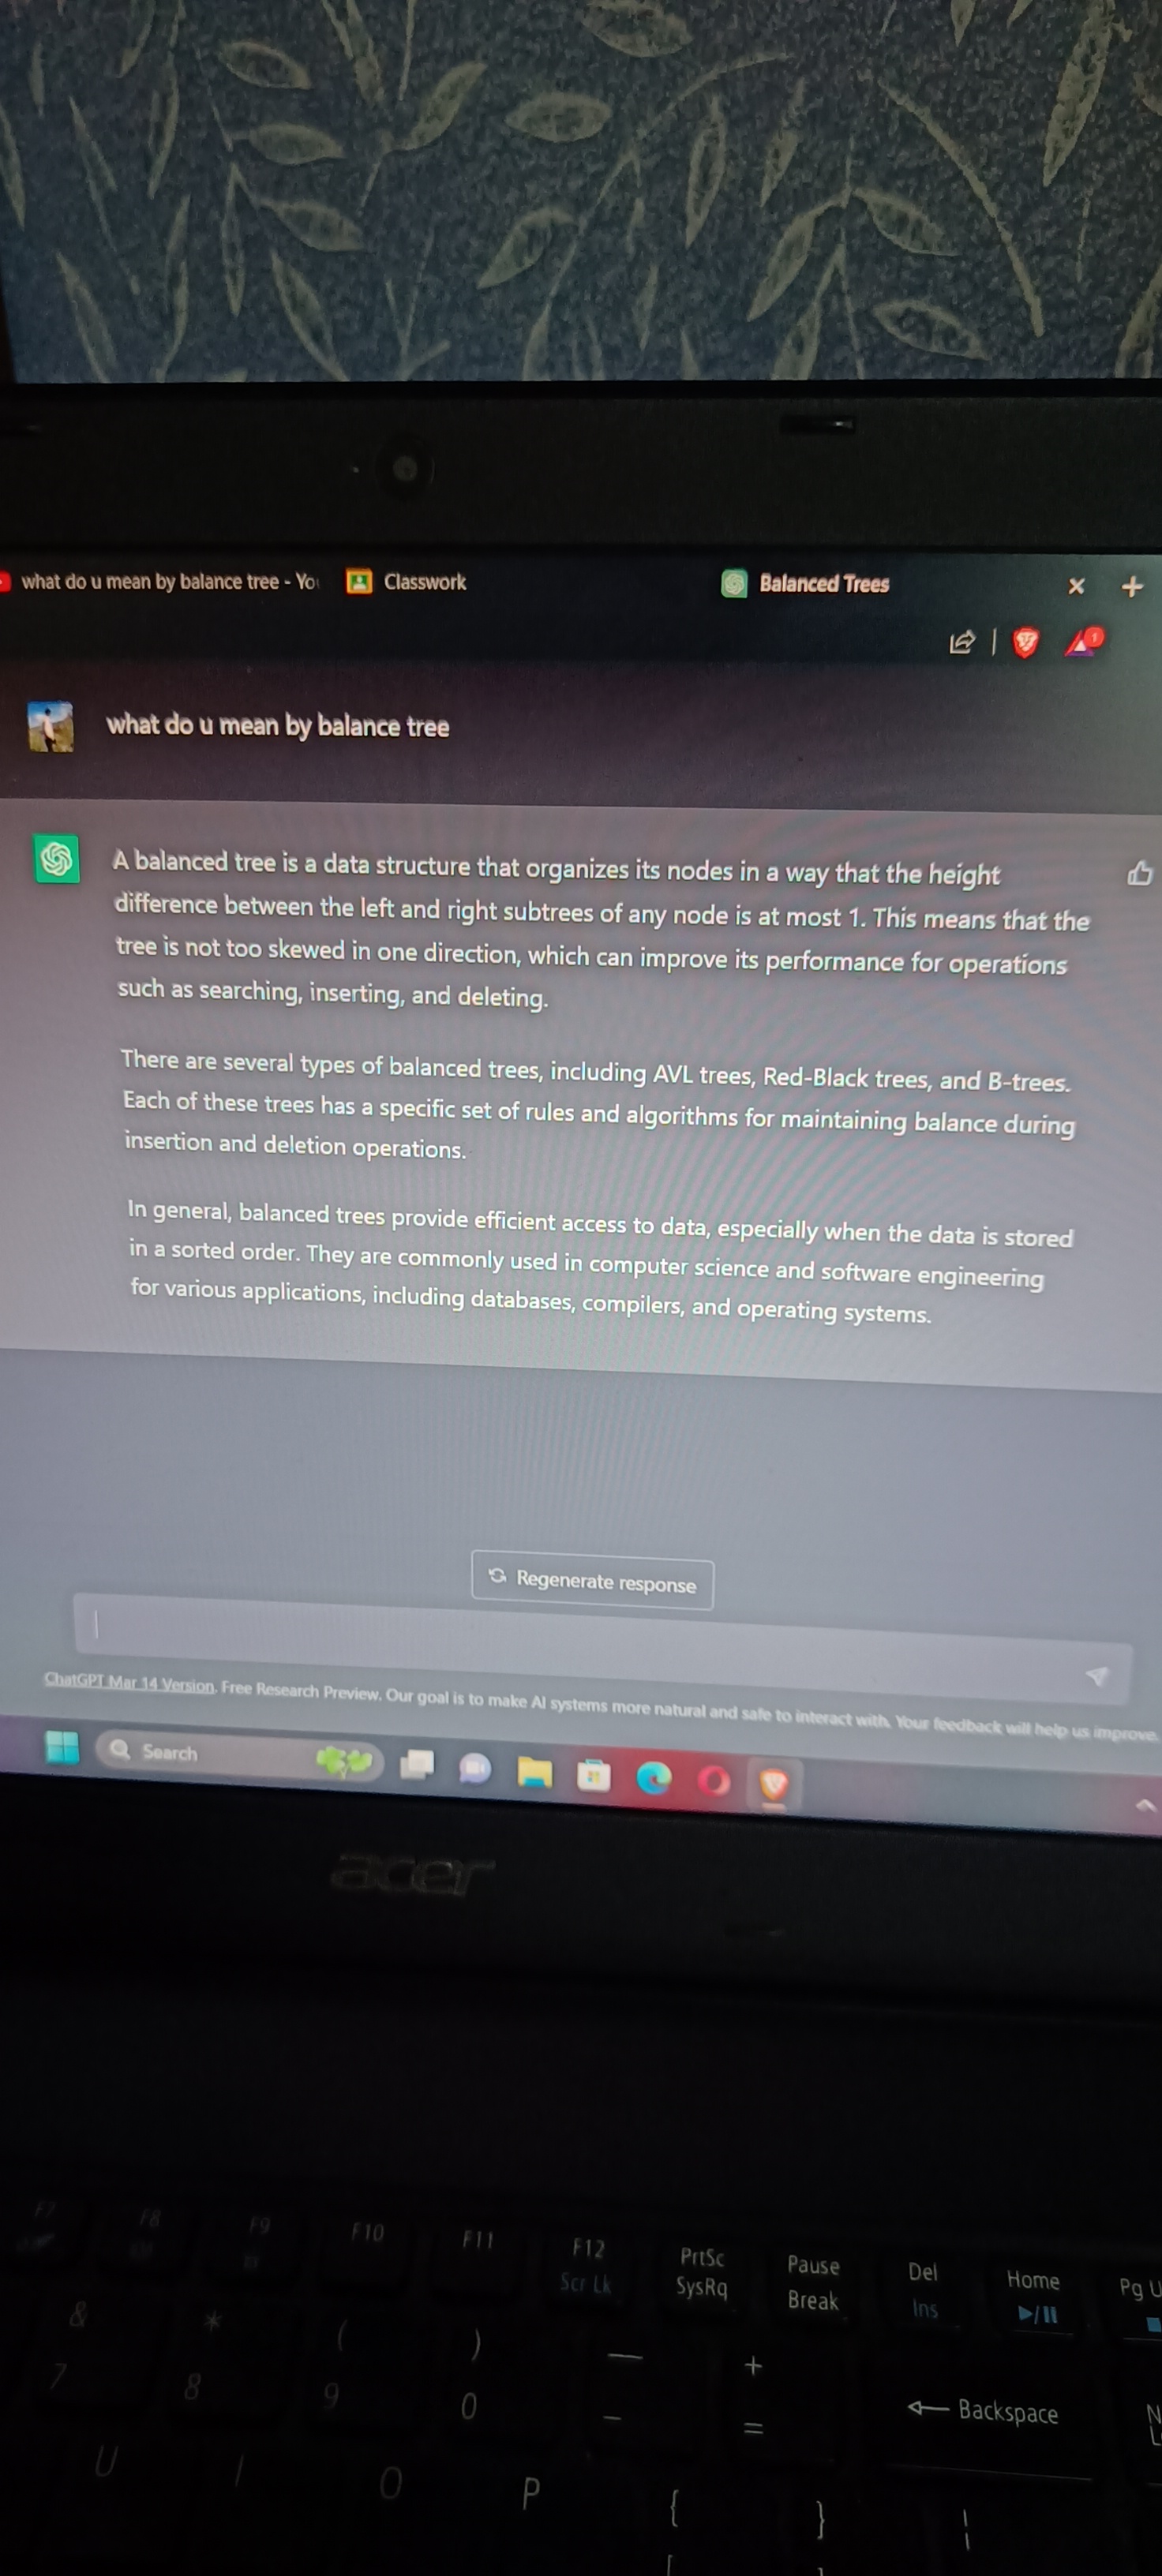 what do u mean by balance tree - Yo
Classwork
Balanced Trees
1
what do u mean by balance tree
A balanced tree is a data structure that organizes its nodes in a way that the height
difference between the left and right subtrees of any node is at most 1. This means that the
tree is not too skewed in one direction, which can improve its performance for operations
such as searching, inserting, and deleting.
There are several types of balanced trees, including AVL trees, Red-Black trees, and B-trees.
Each of these trees has a specific set of rules and algorithms for maintaining balance during
insertion and deletion operations.
In general, balanced trees provide efficient access to data, especially when the data is stored
in a sorted order. They are commonly used in computer science and software engineering
for various applications, including databases, compilers, and operating systems.
Regenerate response
ChatGPT Mar 14 Version. Free Research Preview. Our goal is to make AI systems more natural and safe to interact with. Your feedback will help us improve.
Search
acer
F7 F8 F9 F10 F11 F12 PrtSc Pause Del Home Pg U
Scr Lk SysRq Break Ins
& * ( ) — +
7 8 9 0 - = Backspace N
U I O P { }
[ ]